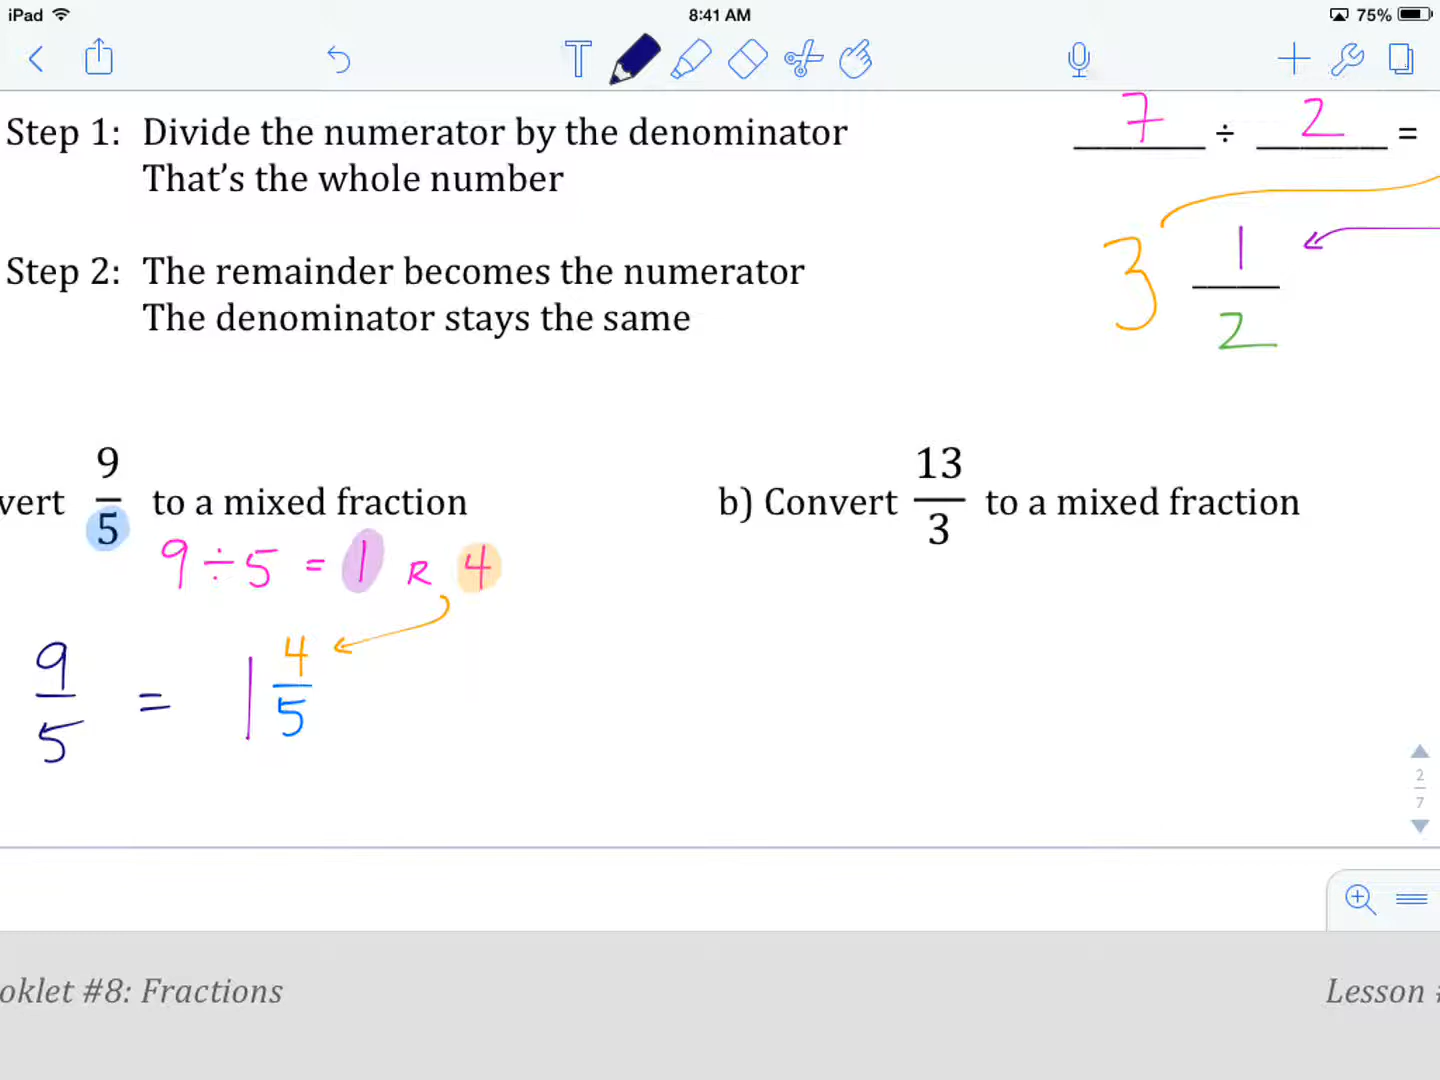 iPad 8:41 AM 75%
T
Step 1: Divide the numerator by the denominator
7 ÷ 2 =
That's the whole number
Step 2: The remainder becomes the numerator
The denominator stays the same
3 1/2
vert 9/5 to a mixed fraction
9 ÷ 5 = 1 R 4
9/5 = 1 4/5
b) Convert 13/3 to a mixed fraction
2
7
oklet #8: Fractions
Lesson #